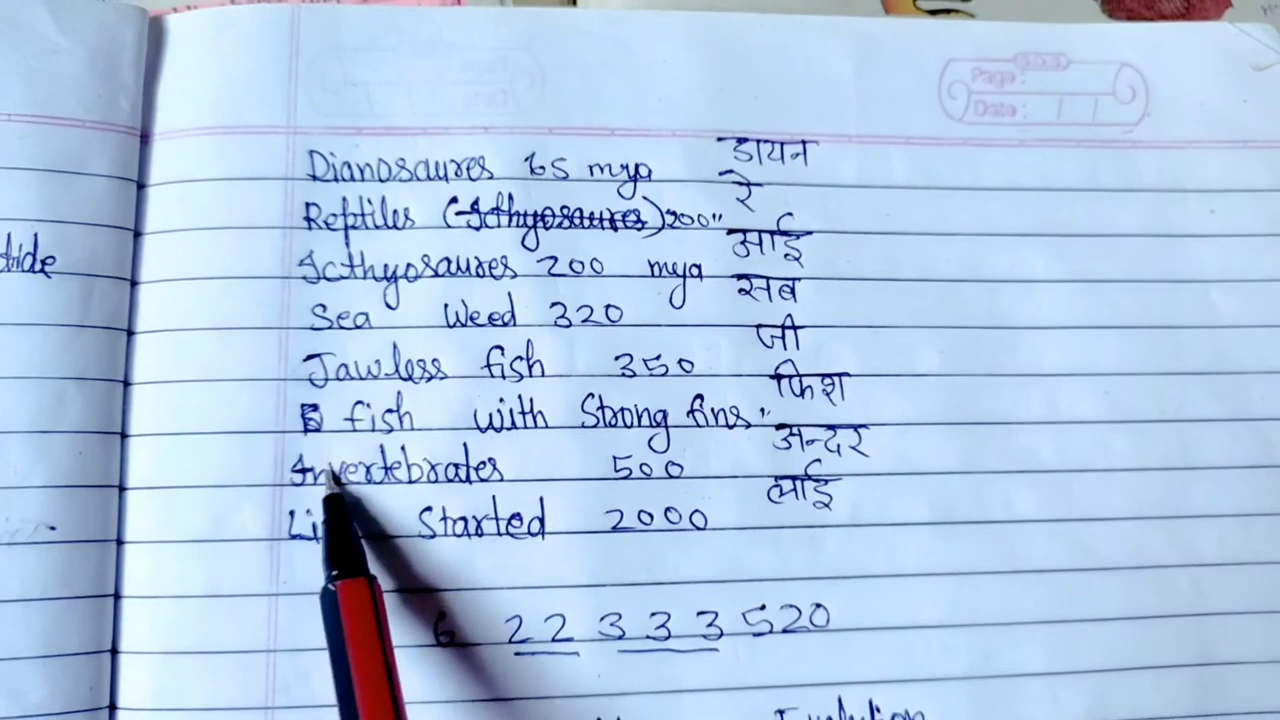 Page:
Date:
Dianosaures 65 mya डायन
Reptiles (Icthyosaures) 200" रे
Icthyosaures 200 mya आई
Sea Weed 320 सब
Jawless fish 350 जी
fish with Strong fins " फिश
Invertebrates 500 अन्दर
Started 2000 लाई
6 22 333 520